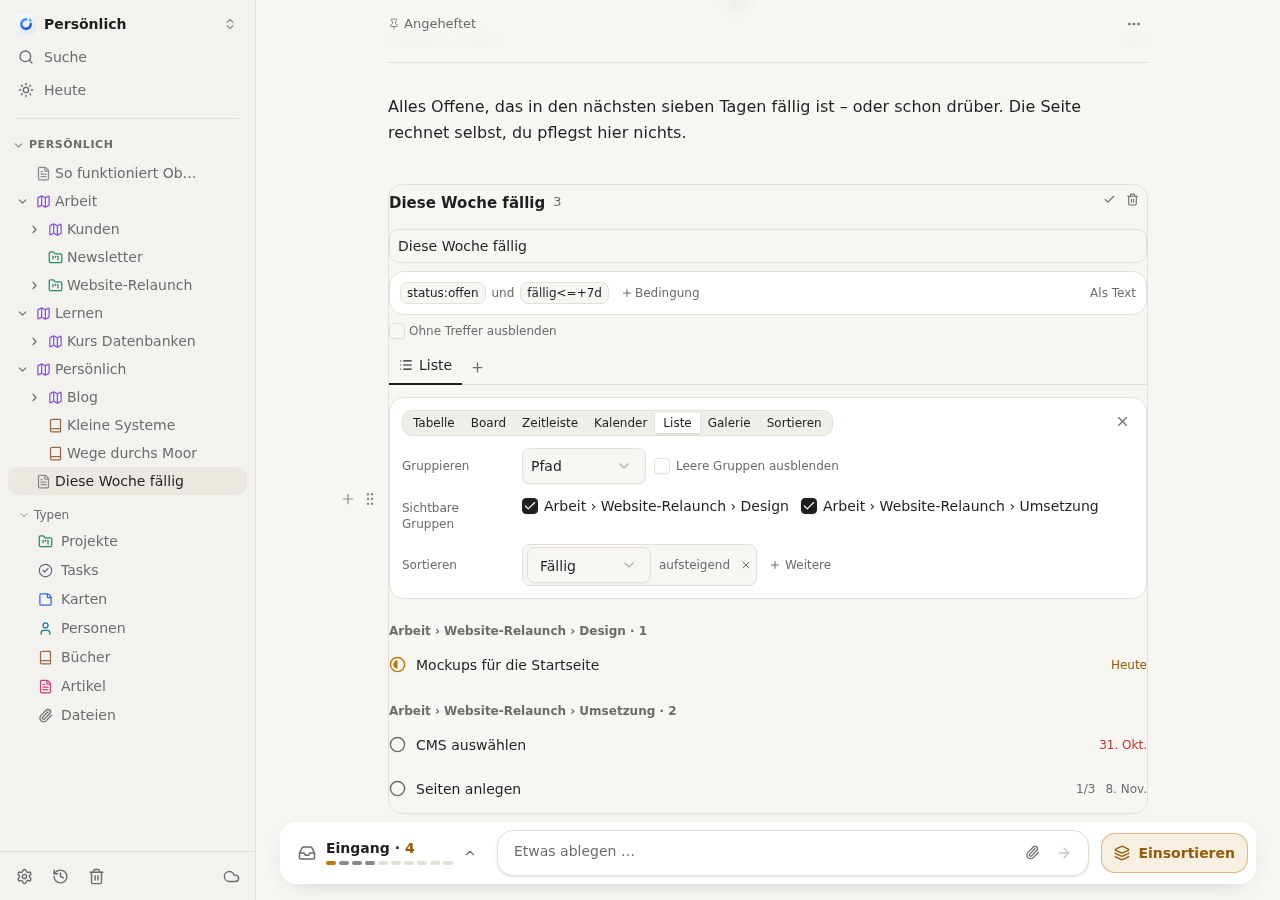 Persönlich
Suche
Heute
PERSÖNLICH
So funktioniert Ob…
Arbeit
Kunden
Newsletter
Website-Relaunch
Lernen
Kurs Datenbanken
Persönlich
Blog
Kleine Systeme
Wege durchs Moor
Diese Woche fällig
Typen
Projekte
Tasks
Karten
Personen
Bücher
Artikel
Dateien
Angeheftet
Alles Offene, das in den nächsten sieben Tagen fällig ist – oder schon drüber. Die Seite
rechnet selbst, du pflegst hier nichts.
Diese Woche fällig 3
Diese Woche fällig
status:offen und fällig<=+7d + Bedingung Als Text
Ohne Treffer ausblenden
Liste +
Tabelle Board Zeitleiste Kalender Liste Galerie Sortieren
Gruppieren Pfad Leere Gruppen ausblenden
Sichtbare Gruppen Arbeit › Website-Relaunch › Design Arbeit › Website-Relaunch › Umsetzung
Sortieren Fällig aufsteigend × + Weitere
Arbeit › Website-Relaunch › Design · 1
Mockups für die Startseite Heute
Arbeit › Website-Relaunch › Umsetzung · 2
CMS auswählen 31. Okt.
Seiten anlegen 1/3 8. Nov.
Eingang · 4
Etwas ablegen …
Einsortieren